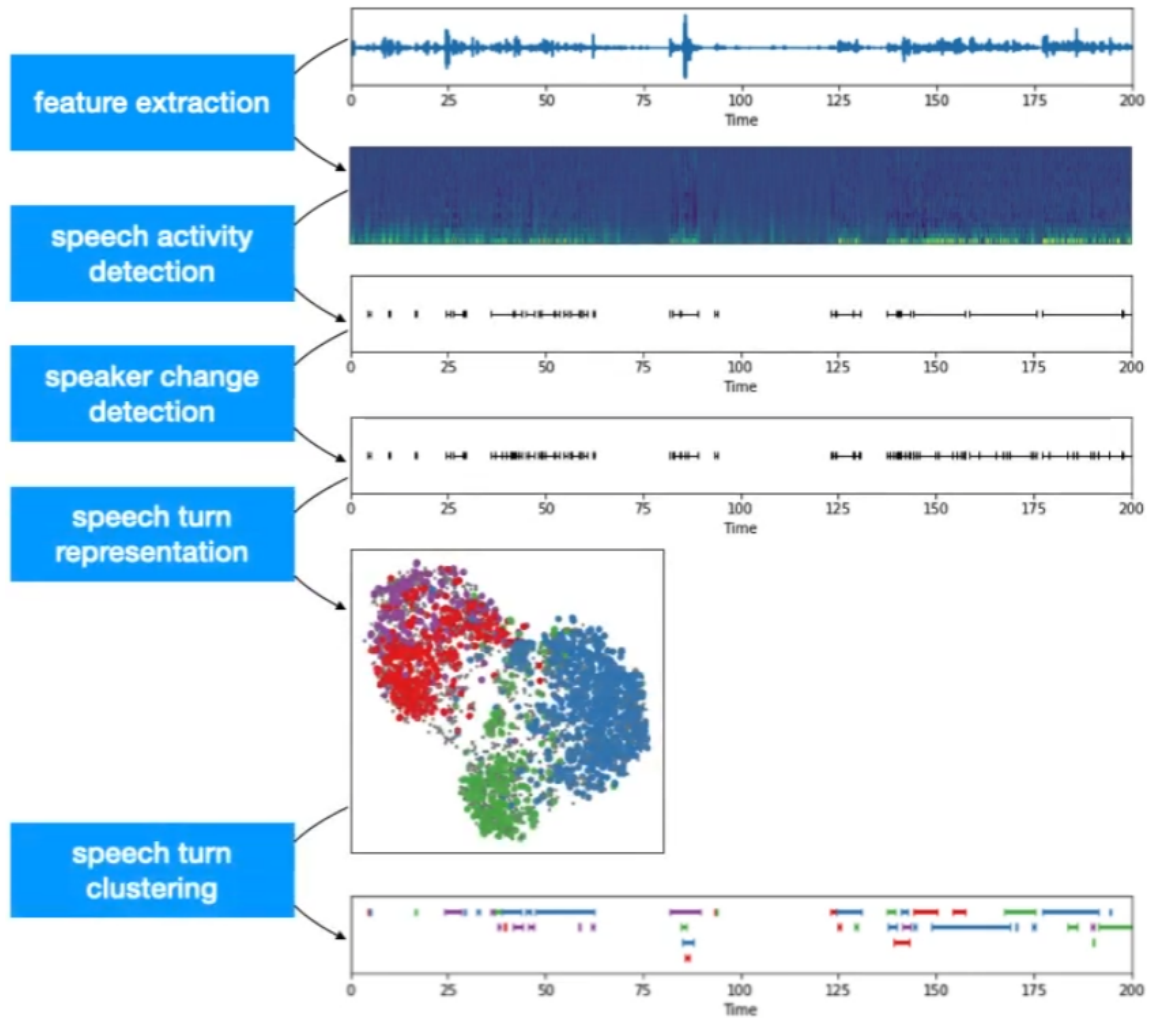 feature extraction
0 25 50 75 100 125 150 175 200
Time
speech activity
detection
0 25 50 75 100 125 150 175 200
Time
speaker change
detection
0 25 50 75 100 125 150 175 200
Time
speech turn
representation
speech turn
clustering
0 25 50 75 100 125 150 175 200
Time